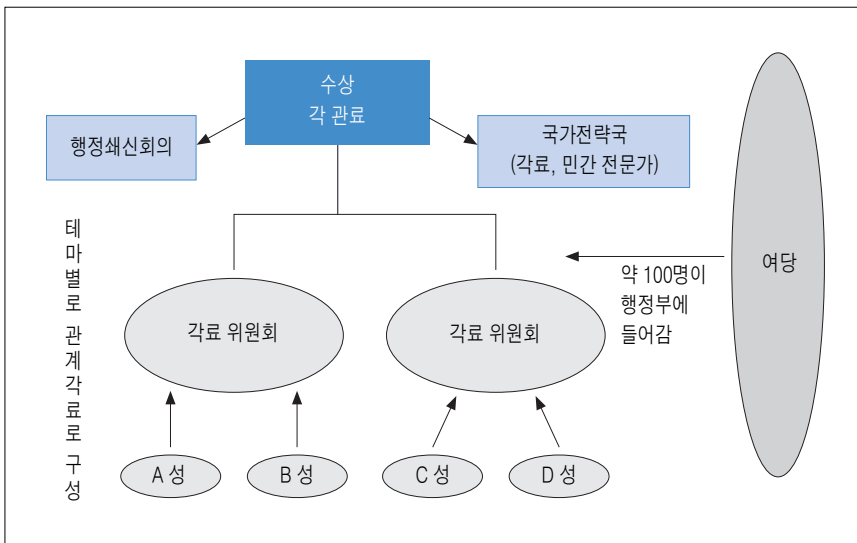 수상
각 관료
행정쇄신회의
국가전략국
(각료, 민간 전문가)
테마별로 관계각료로 구성
각료 위원회
각료 위원회
약 100명이
행정부에
들어감
여당
A 성
B 성
C 성
D 성